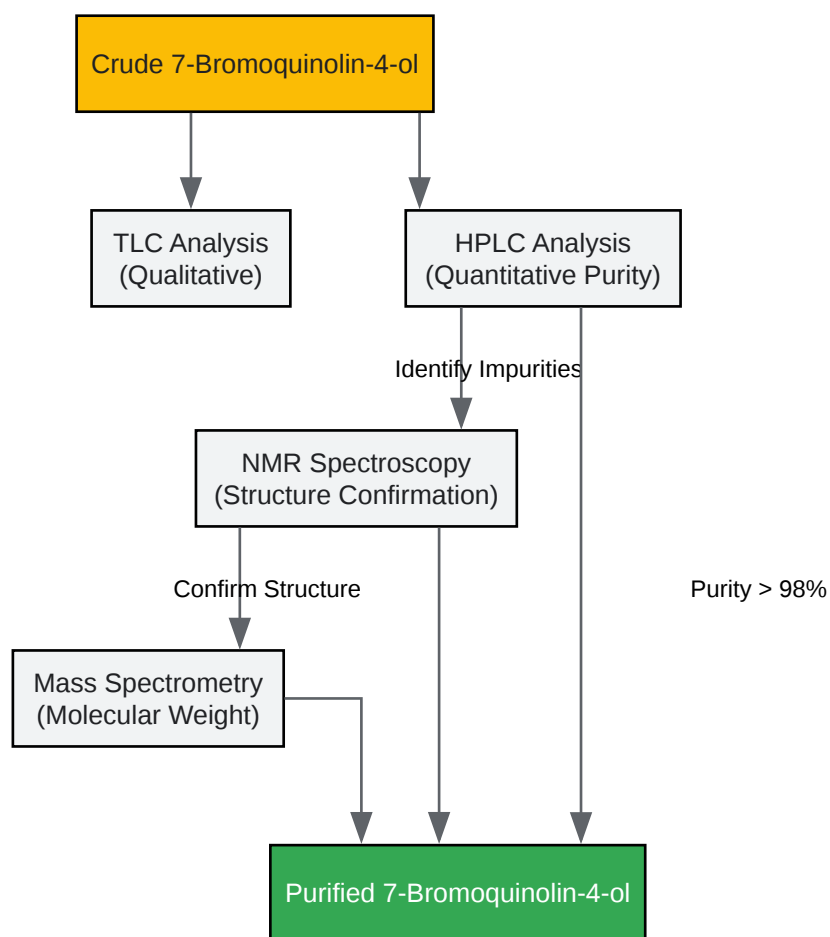 Crude 7-Bromoquinolin-4-ol
TLC Analysis
(Qualitative)
HPLC Analysis
(Quantitative Purity)
Identify Impurities
NMR Spectroscopy
(Structure Confirmation)
Confirm Structure
Purity > 98%
Mass Spectrometry
(Molecular Weight)
Purified 7-Bromoquinolin-4-ol